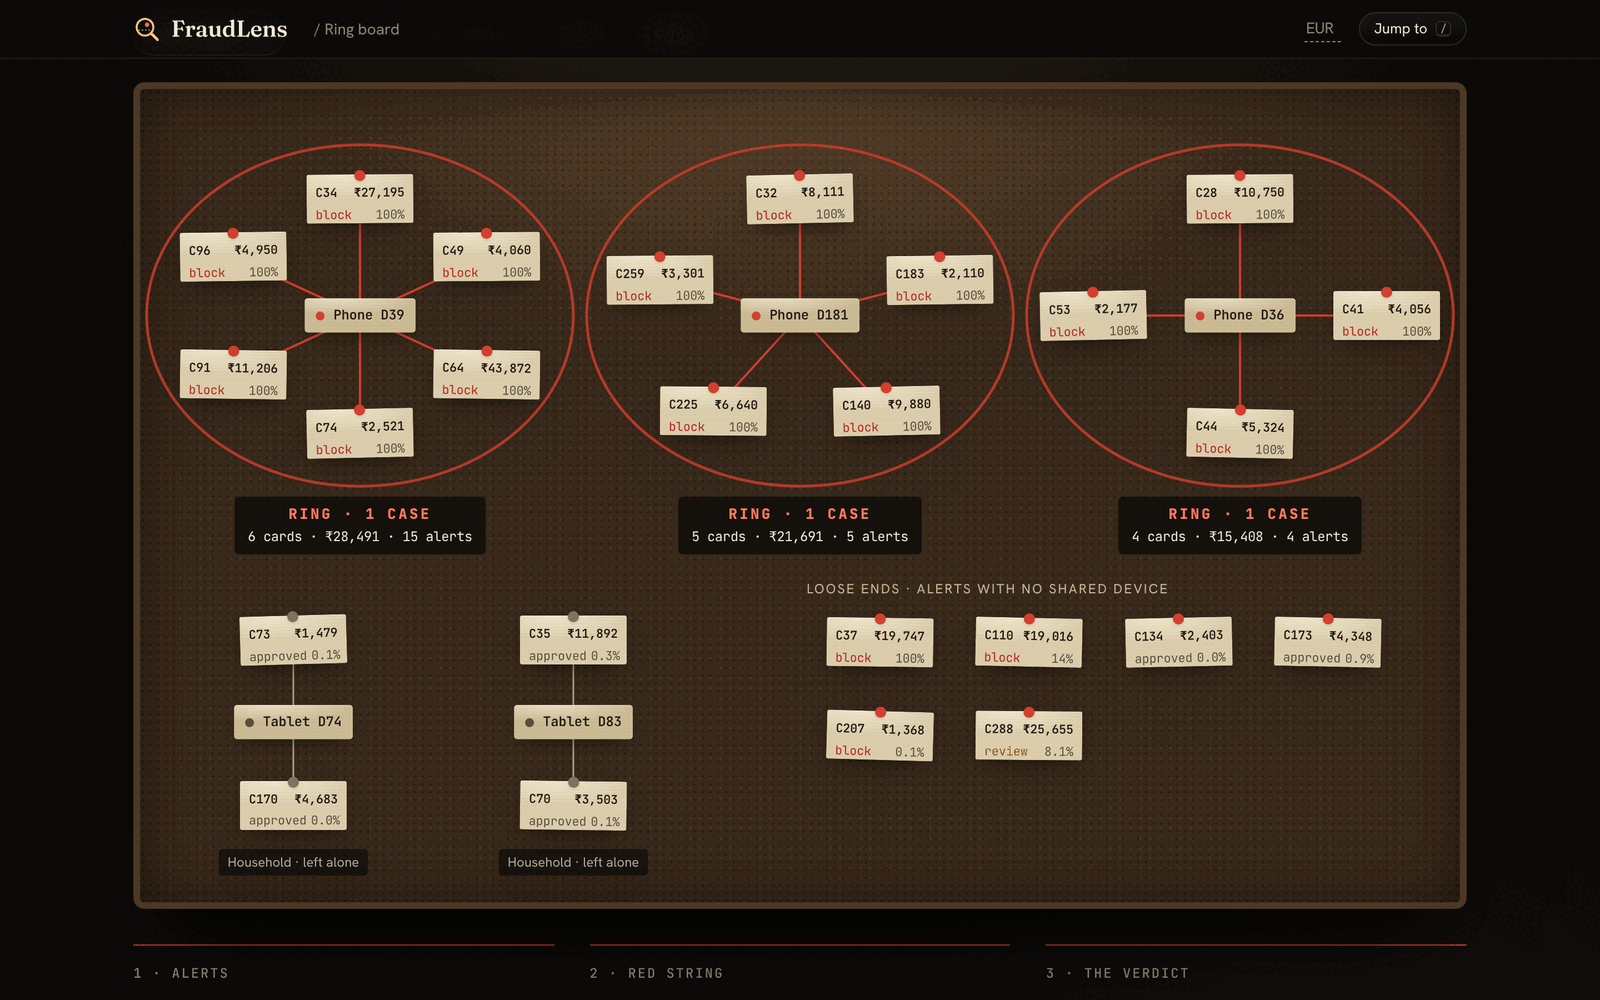 FraudLens / Ring board EUR Jump to /
C34 ₹27,195
block 100%
C96 ₹4,950
block 100%
C49 ₹4,060
block 100%
Phone D39
C91 ₹11,206
block 100%
C64 ₹43,872
block 100%
C74 ₹2,521
block 100%
RING · 1 CASE
6 cards · ₹28,491 · 15 alerts
C32 ₹8,111
block 100%
C259 ₹3,301
block 100%
C183 ₹2,110
block 100%
Phone D181
C225 ₹6,640
block 100%
C140 ₹9,880
block 100%
RING · 1 CASE
5 cards · ₹21,691 · 5 alerts
C28 ₹10,750
block 100%
C53 ₹2,177
block 100%
C41 ₹4,056
block 100%
Phone D36
C44 ₹5,324
block 100%
RING · 1 CASE
4 cards · ₹15,408 · 4 alerts
C73 ₹1,479
approved 0.1%
Tablet D74
C170 ₹4,683
approved 0.0%
Household · left alone
C35 ₹11,892
approved 0.3%
Tablet D83
C70 ₹3,503
approved 0.1%
Household · left alone
LOOSE ENDS · ALERTS WITH NO SHARED DEVICE
C37 ₹19,747
block 100%
C110 ₹19,016
block 14%
C134 ₹2,403
approved 0.0%
C173 ₹4,348
approved 0.9%
C207 ₹1,368
block 0.1%
C288 ₹25,655
review 8.1%
1 · ALERTS
2 · RED STRING
3 · THE VERDICT